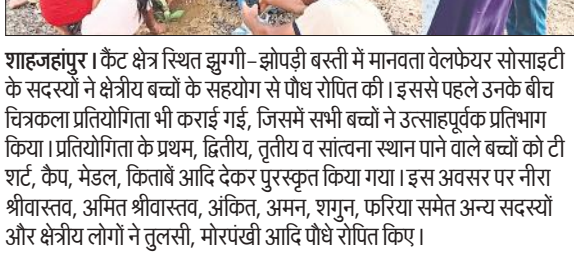 शाहजहांपुर। कैंट क्षेत्र स्थित झुग्गी-झोपड़ी बस्ती में मानवता वेलफेयर सोसाइटी
के सदस्यों ने क्षेत्रीय बच्चों के सहयोग से पौध रोपित की। इससे पहले उनके बीच
चित्रकला प्रतियोगिता भी कराई गई, जिसमें सभी बच्चों ने उत्साहपूर्वक प्रतिभाग
किया। प्रतियोगिता के प्रथम, द्वितीय, तृतीय व सांत्वना स्थान पाने वाले बच्चों को टी
शर्ट, कैप, मेडल, किताबें आदि देकर पुरस्कृत किया गया। इस अवसर पर नीरा
श्रीवास्तव, अमित श्रीवास्तव, अंकित, अमन, शगुन, फरिया समेत अन्य सदस्यों
और क्षेत्रीय लोगों ने तुलसी, मोरपंखी आदि पौधे रोपित किए।